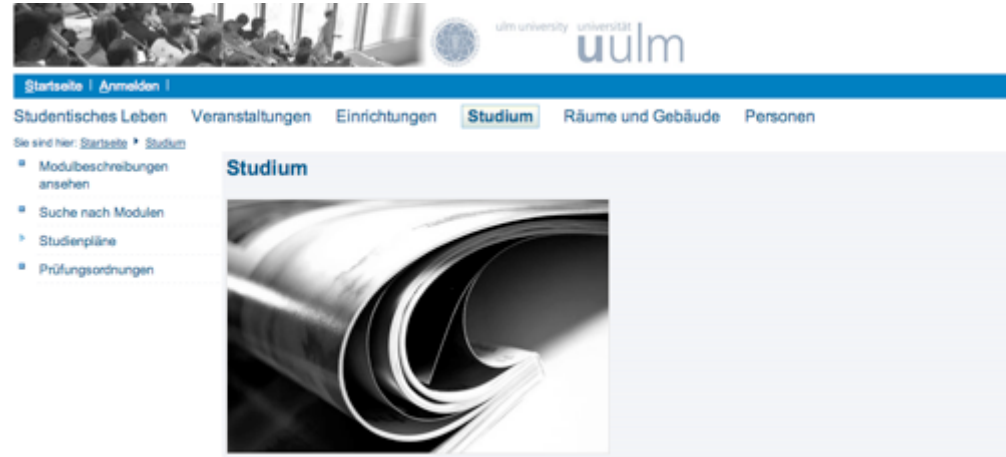 ulm university universität
uulm
Startseite | Anmelden |
Studentisches Leben Veranstaltungen Einrichtungen Studium Räume und Gebäude Personen
Sie sind hier: Startseite Studium
Modulbeschreibungen
ansehen
Suche nach Modulen
Studienpläne
Prüfungsordnungen
Studium